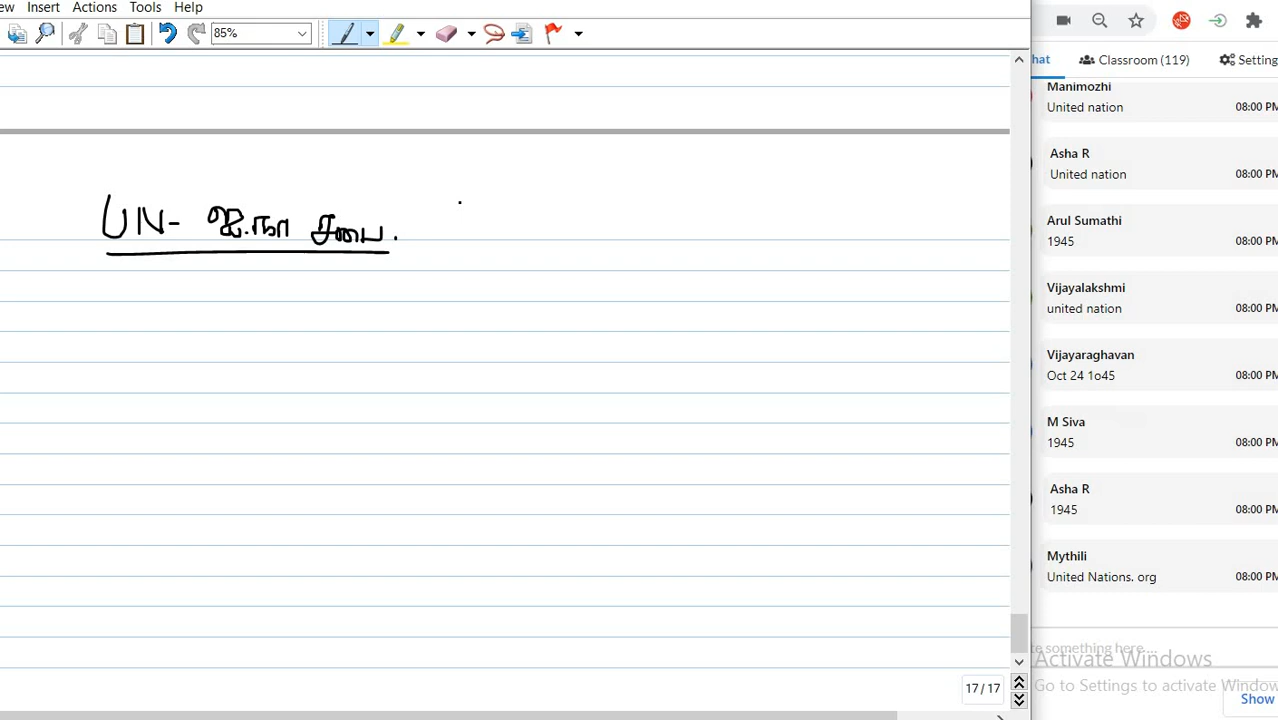 ew Insert Actions Tools Help
85%
UN- ஐ.நா சபை.
17 / 17
hat Classroom (119) Setting
Manimozhi
United nation 08:00 PM
Asha R
United nation 08:00 PM
Arul Sumathi
1945 08:00 PM
Vijayalakshmi
united nation 08:00 PM
Vijayaraghavan
Oct 24 1o45 08:00 PM
M Siva
1945 08:00 PM
Asha R
1945 08:00 PM
Mythili
United Nations. org 08:00 PM
te something here....
Activate Windows
Go to Settings to activate Window
Show